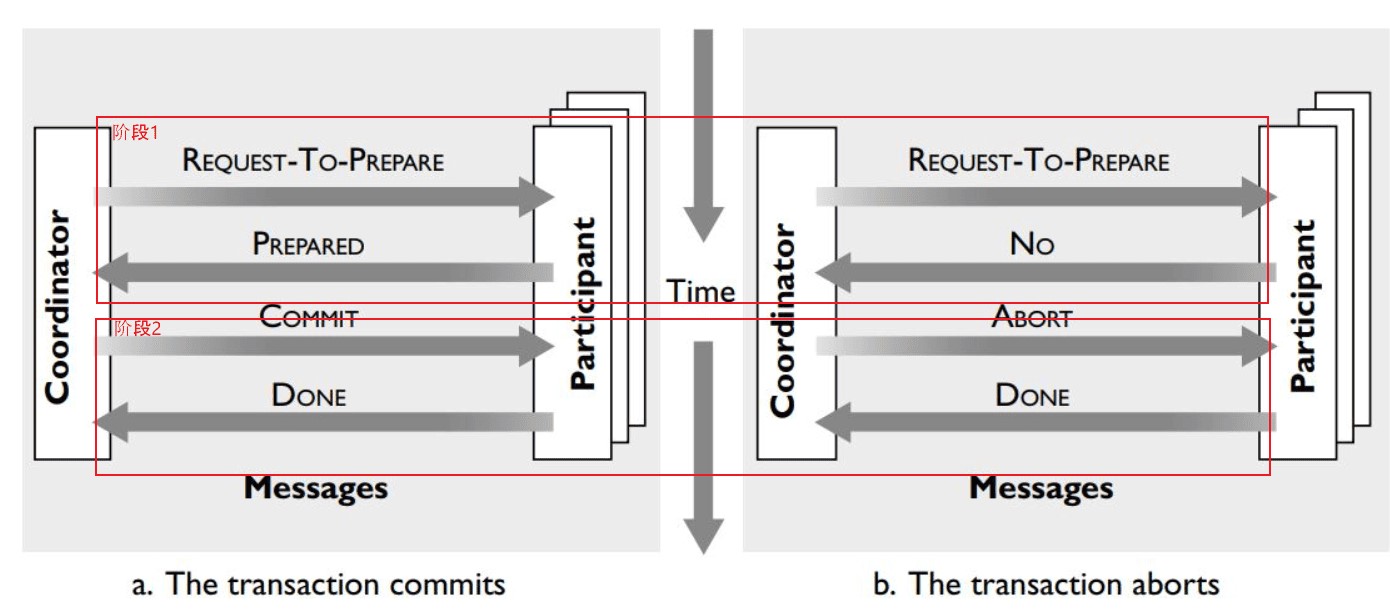 阶段1
REQUEST-TO-PREPARE
PREPARED
阶段2
COMMIT
DONE
Coordinator
Participant
Messages
a. The transaction commits
Time
REQUEST-TO-PREPARE
NO
ABORT
DONE
Coordinator
Participant
Messages
b. The transaction aborts